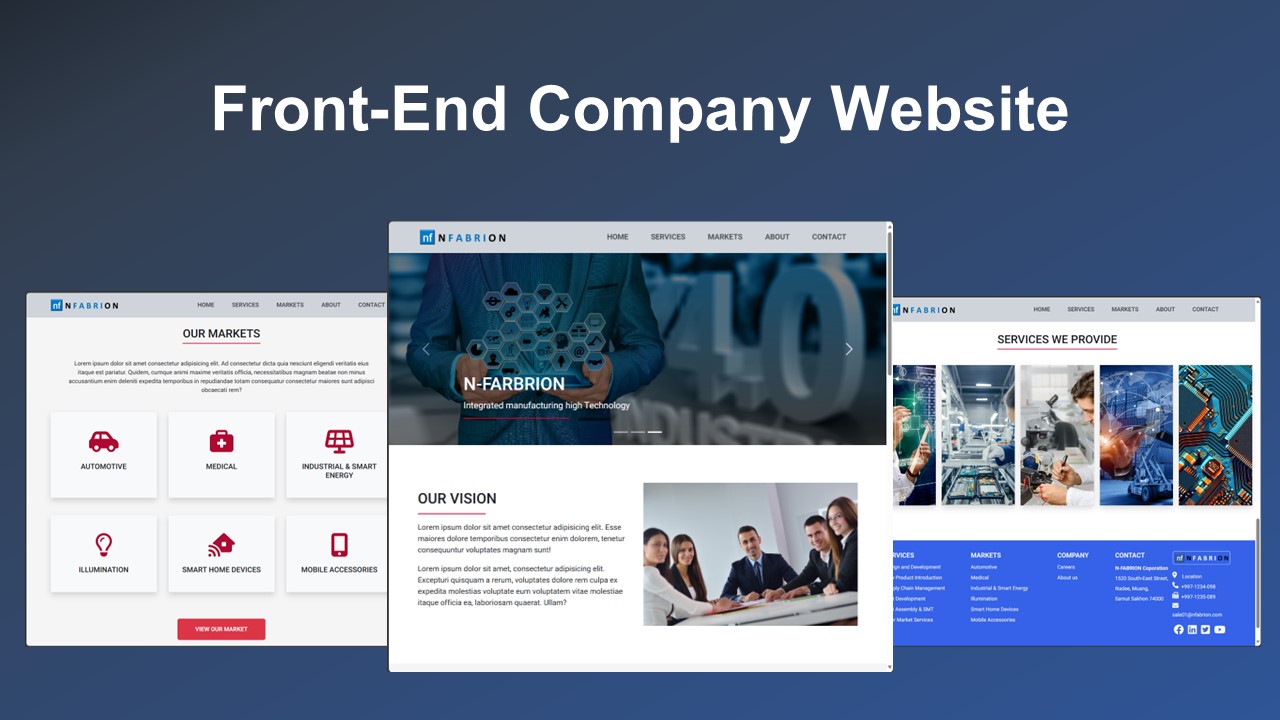 Front-End Company Website
nf NFABRION
HOME SERVICES MARKETS ABOUT CONTACT
OUR MARKETS
Lorem ipsum dolor sit amet consectetur adipisicing elit. Ad consectetur dicta quia nesciunt eligendi veritatis eius
itaque est pariatur. Quidem, cumque animi maxime veritatis officia, necessitatibus magnam beatae non minus
accusantium enim deleniti expedita temporibus in repudiandae totam consequatur consectetur maiores sunt adipisci
obcaecati rem?
AUTOMOTIVE
MEDICAL
INDUSTRIAL & SMART
ENERGY
ILLUMINATION
SMART HOME DEVICES
MOBILE ACCESSORIES
VIEW OUR MARKET
nf NFABRION
HOME SERVICES MARKETS ABOUT CONTACT
4.0
N-FARBRION
Integrated manufacturing high Technology
OUR VISION
Lorem ipsum dolor sit amet consectetur adipisicing elit. Esse
maiores dolore temporibus consectetur enim dolorem, tenetur
consequuntur voluptates magnam sunt!
Lorem ipsum dolor sit amet, consectetur adipisicing elit.
Excepturi quisquam a rerum, voluptates dolore rem culpa ex
expedita molestias voluptate eum voluptatem vitae molestiae
itaque officia ea, laboriosam quaerat. Ullam?
nf NFABRION
HOME SERVICES MARKETS ABOUT CONTACT
SERVICES WE PROVIDE
RVICES
gn and Development
Product Introduction
ly Chain Management
Development
Assembly & SMT
Market Services
MARKETS
Automotive
Medical
Industrial & Smart Energy
Illumination
Smart Home Devices
Mobile Accessories
COMPANY
Careers
About us
CONTACT
N-FABRION Coporation
1520 South-East Street,
Nadee, Muang,
Samut Sakhon 74000
nf NFABRION
Location
+997-1234-098
+997-1235-089
sale01@nfabrion.com